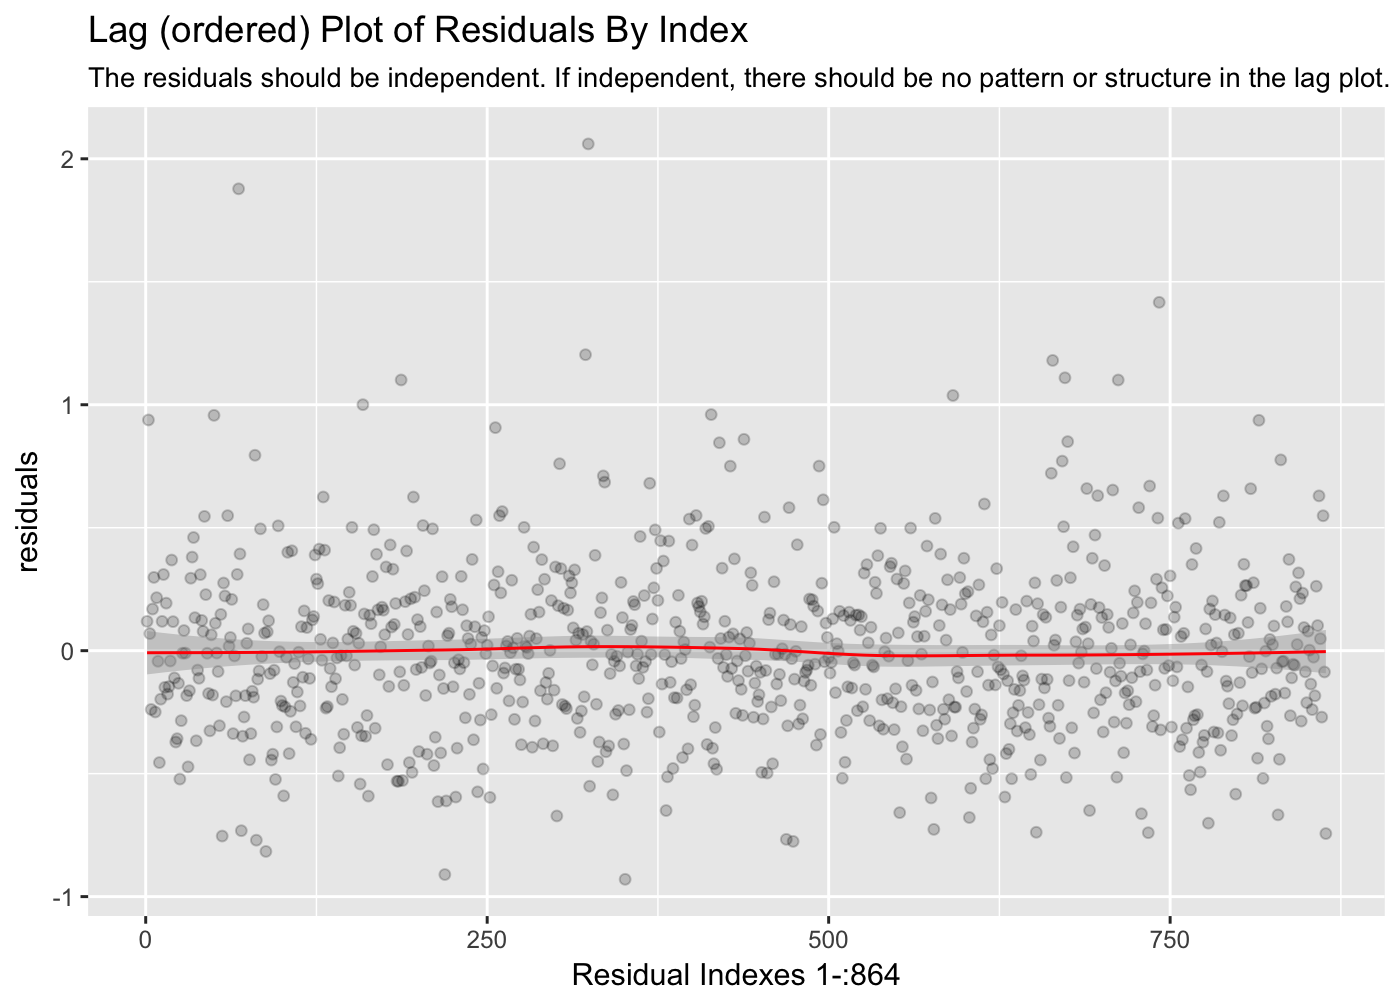 Lag (ordered) Plot of Residuals By Index
The residuals should be independent. If independent, there should be no pattern or structure in the lag plot.
2
1
0
-1
residuals
0 250 500 750
Residual Indexes 1-:864